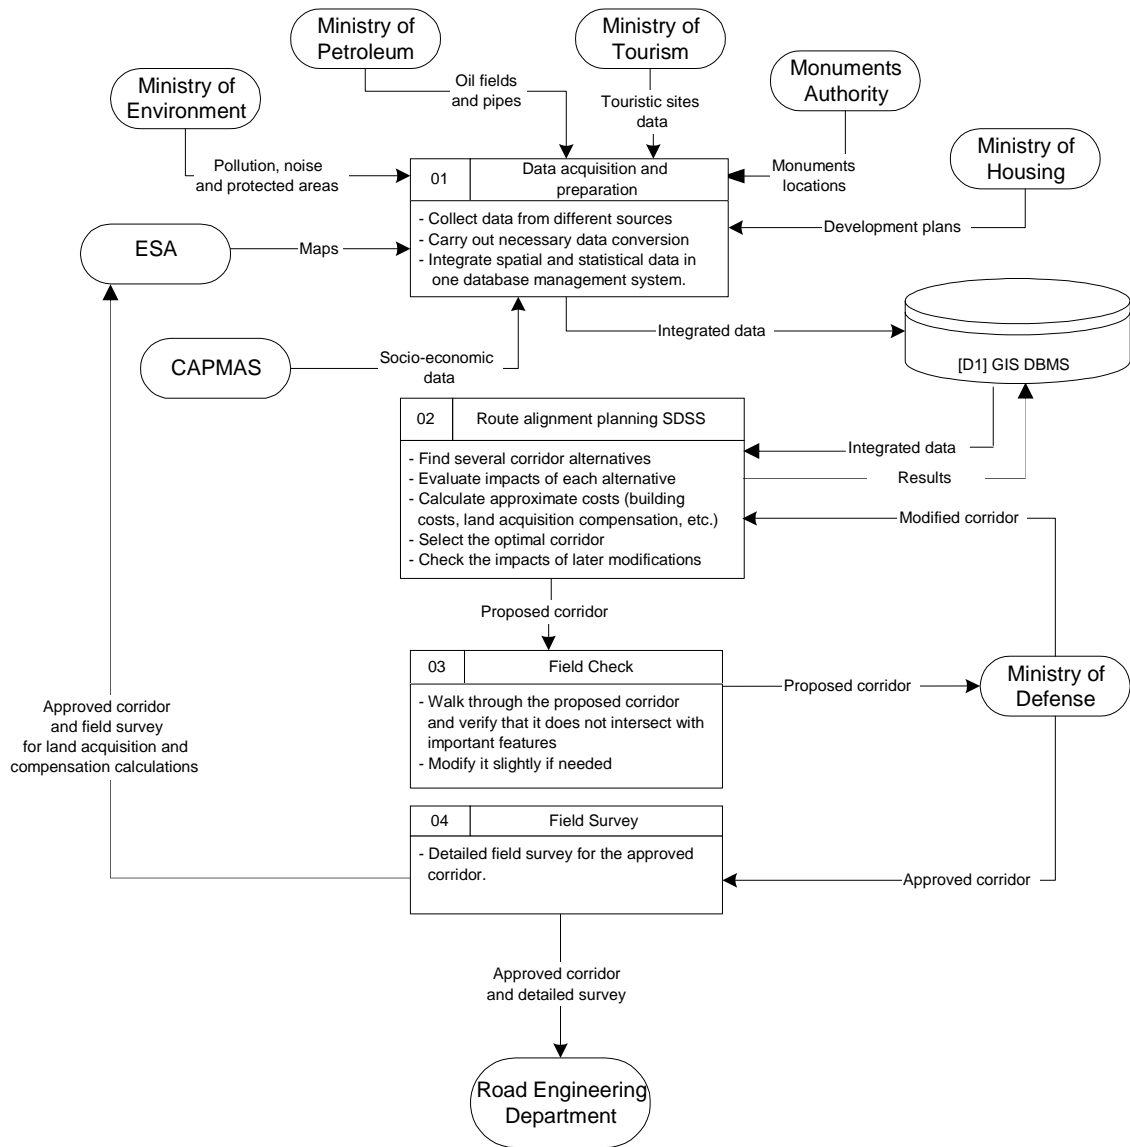 Ministry of
Petroleum
Ministry of
Tourism
Monuments
Authority
Ministry of
Environment
Oil fields
and pipes
Touristic sites
data
Ministry of
Housing
Pollution, noise
and protected areas
01
Data acquisition and
preparation
Monuments
locations
- Collect data from different sources
- Carry out necessary data conversion
- Integrate spatial and statistical data in
one database management system.
Development plans
ESA
Maps
Integrated data
CAPMAS
Socio-economic
data
[D1] GIS DBMS
02
Route alignment planning SDSS
- Find several corridor alternatives
- Evaluate impacts of each alternative
- Calculate approximate costs (building
costs, land acquisition compensation, etc.)
- Select the optimal corridor
- Check the impacts of later modifications
Integrated data
Results
Modified corridor
Proposed corridor
03
Field Check
- Walk through the proposed corridor
and verify that it does not intersect with
important features
- Modify it slightly if needed
Proposed corridor
Ministry of
Defense
Approved corridor
and field survey
for land acquisition and
compensation calculations
04
Field Survey
- Detailed field survey for the approved
corridor.
Approved corridor
Approved corridor
and detailed survey
Road Engineering
Department